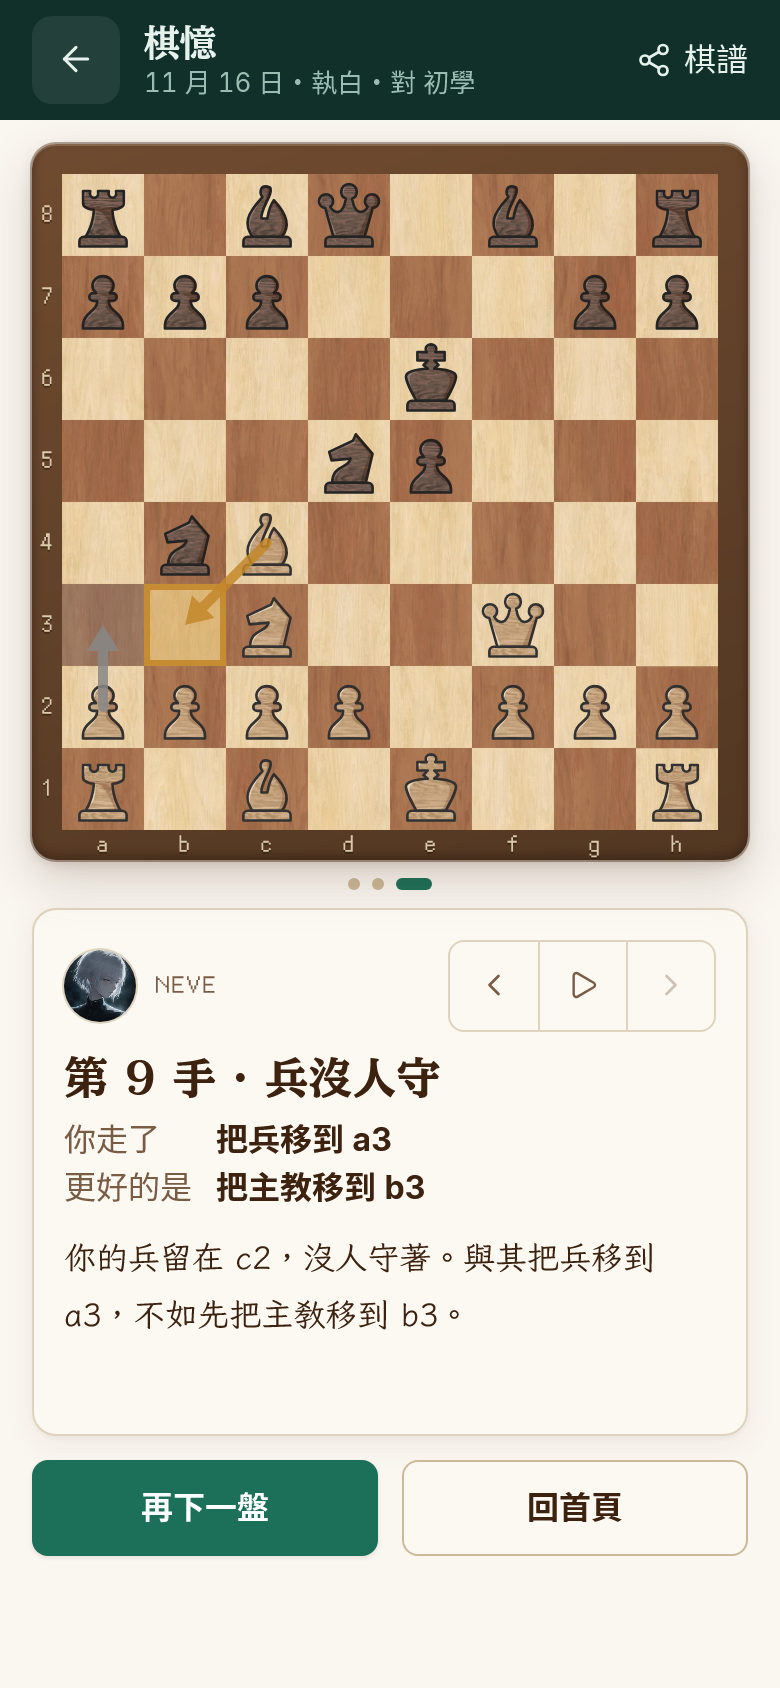 棋憶
11 月 16 日・執白・對 初學
棋譜
8
7
6
5
4
3
2
1
a b c d e f g h
NEVE
第 9 手・兵沒人守
你走了 把兵移到 a3
更好的是 把主教移到 b3
你的兵留在 c2，沒人守著。與其把兵移到
a3，不如先把主教移到 b3。
再下一盤
回首頁